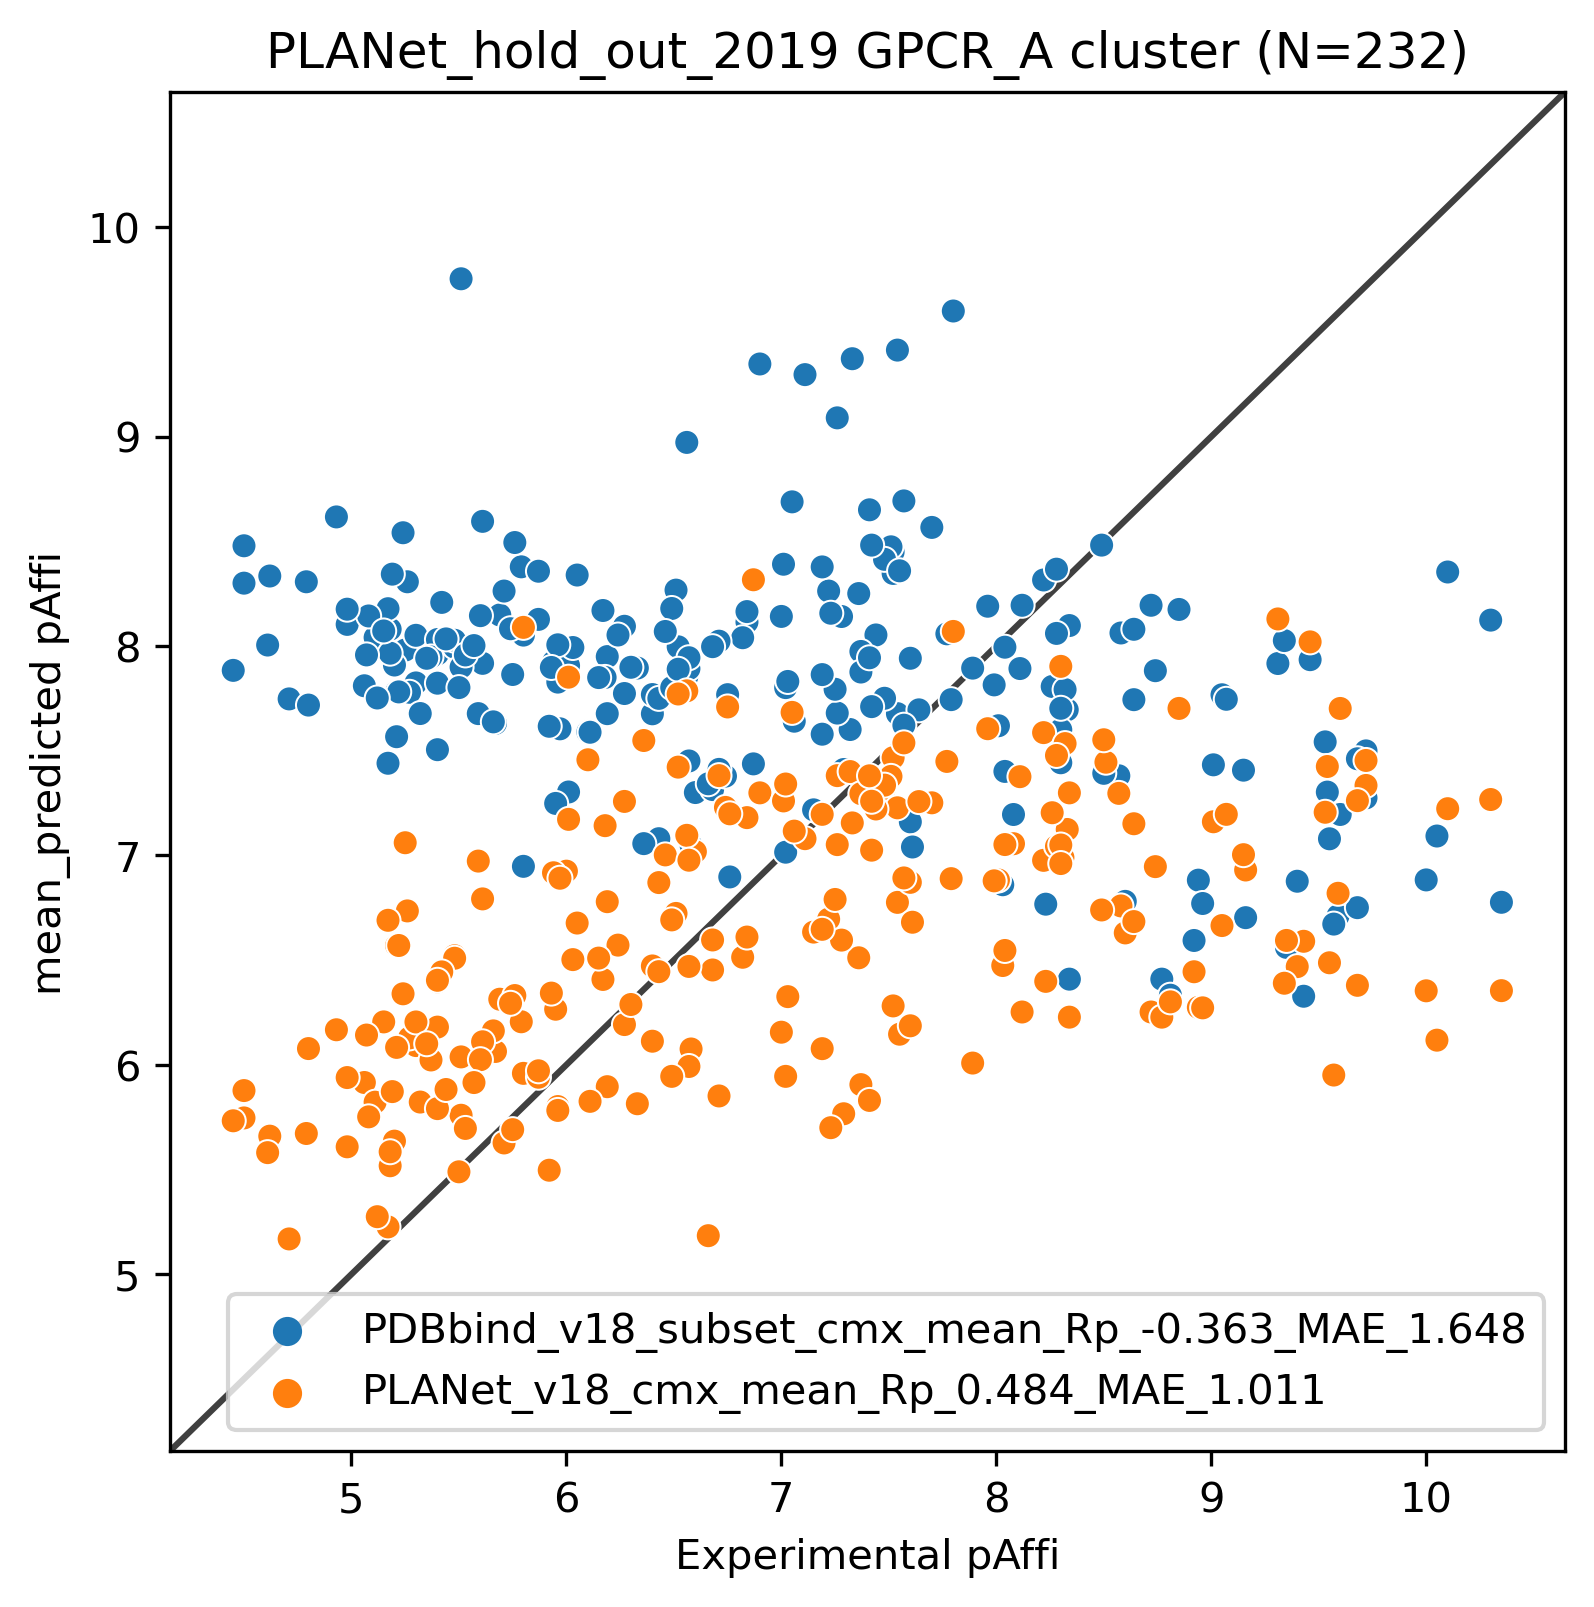 PLANet_hold_out_2019 GPCR_A cluster (N=232)
mean_predicted pAffi
10
9
8
7
6
5
PDBbind_v18_subset_cmx_mean_Rp_-0.363_MAE_1.648
PLANet_v18_cmx_mean_Rp_0.484_MAE_1.011
5 6 7 8 9 10
Experimental pAffi